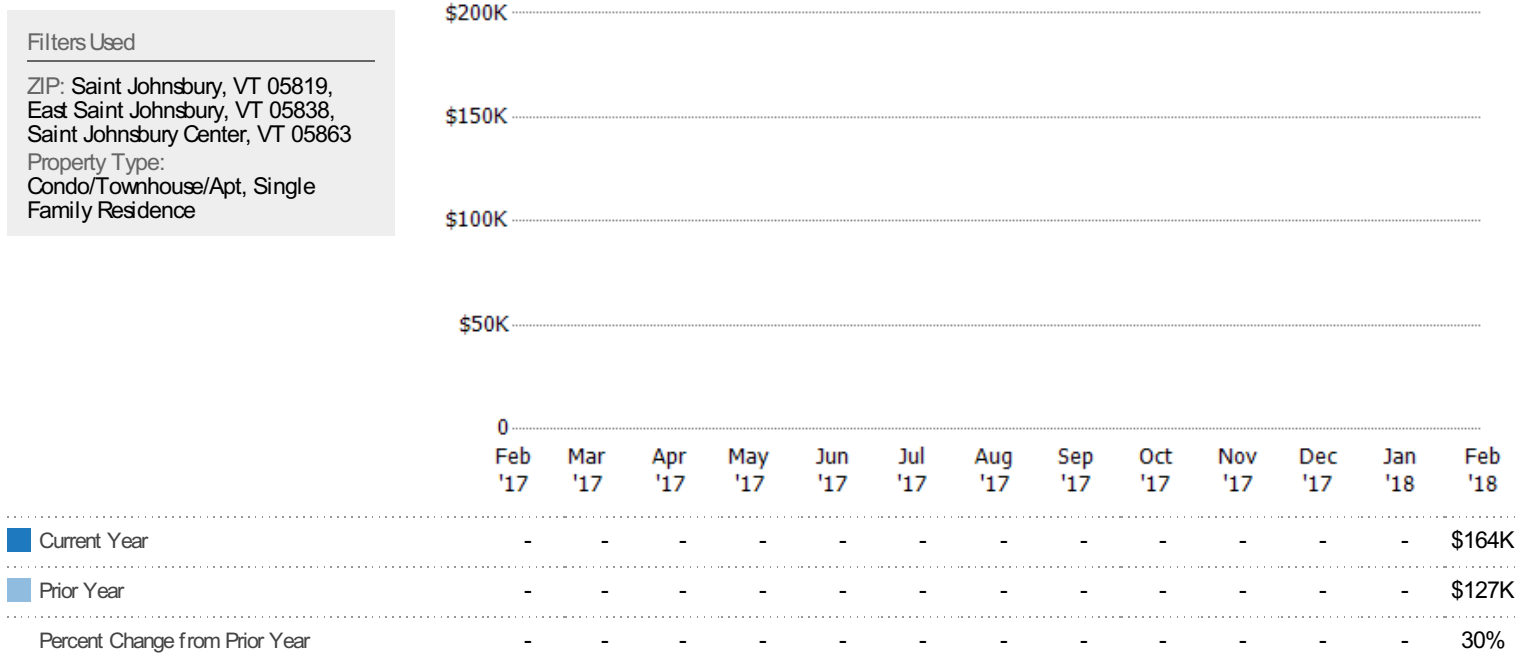 Filters Used
ZIP: Saint Johnsbury, VT 05819,
East Saint Johnsbury, VT 05838,
Saint Johnsbury Center, VT 05863
Property Type:
Condo/Townhouse/Apt, Single
Family Residence
$200K
$150K
$100K
$50K
0
Feb Mar Apr May Jun Jul Aug Sep Oct Nov Dec Jan Feb
'17 '17 '17 '17 '17 '17 '17 '17 '17 '17 '17 '18 '18
Current Year - - - - - - - - - - - - $164K
Prior Year - - - - - - - - - - - - $127K
Percent Change from Prior Year - - - - - - - - - - - - 30%